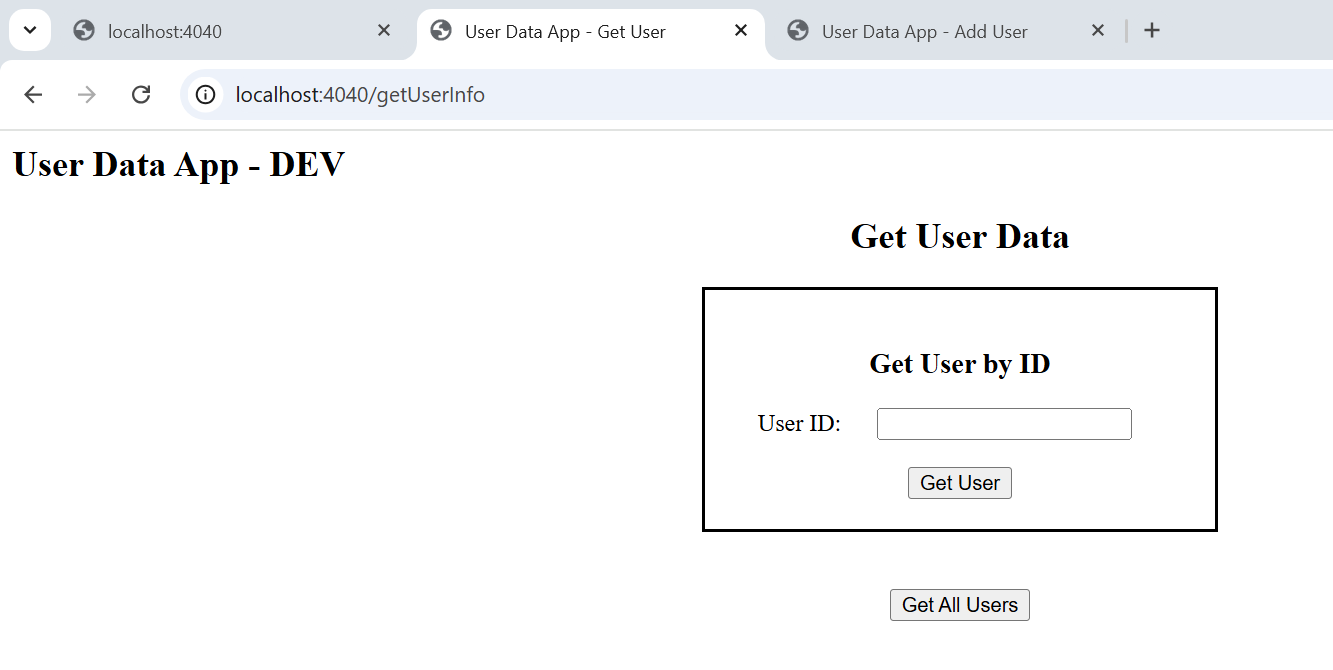 localhost:4040
User Data App - Get User
User Data App - Add User
localhost:4040/getUserInfo
User Data App - DEV
Get User Data
Get User by ID
User ID:
Get User
Get All Users